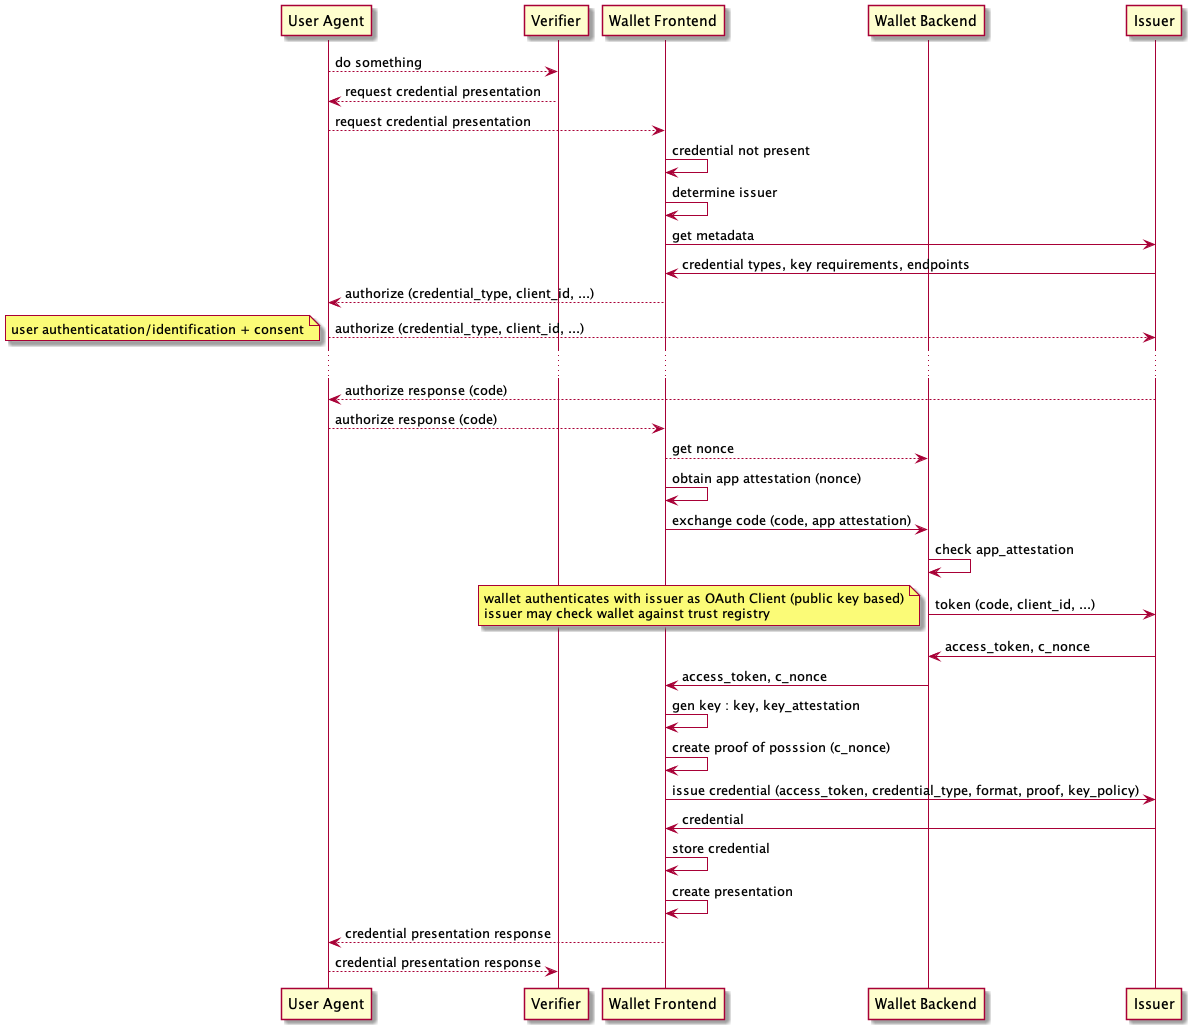 User Agent
Verifier
Wallet Frontend
Wallet Backend
Issuer
do something
request credential presentation
request credential presentation
credential not present
determine issuer
get metadata
credential types, key requirements, endpoints
authorize (credential_type, client_id, ...)
user authenticatation/identification + consent
authorize (credential_type, client_id, ...)
authorize response (code)
authorize response (code)
get nonce
obtain app attestation (nonce)
exchange code (code, app attestation)
check app_attestation
wallet authenticates with issuer as OAuth Client (public key based)
issuer may check wallet against trust registry
token (code, client_id, ...)
access_token, c_nonce
access_token, c_nonce
gen key : key, key_attestation
create proof of posssion (c_nonce)
issue credential (access_token, credential_type, format, proof, key_policy)
credential
store credential
create presentation
credential presentation response
credential presentation response
User Agent
Verifier
Wallet Frontend
Wallet Backend
Issuer